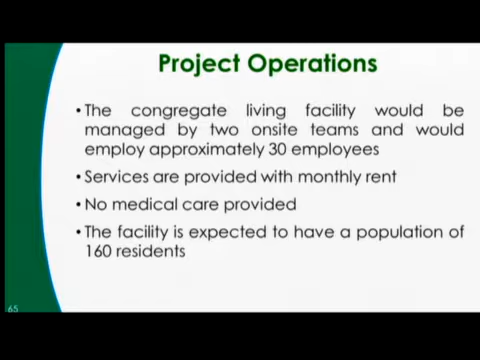 Project Operations
• The congregate living facility would be
managed by two onsite teams and would
employ approximately 30 employees
• Services are provided with monthly rent
• No medical care provided
• The facility is expected to have a population of
160 residents
65